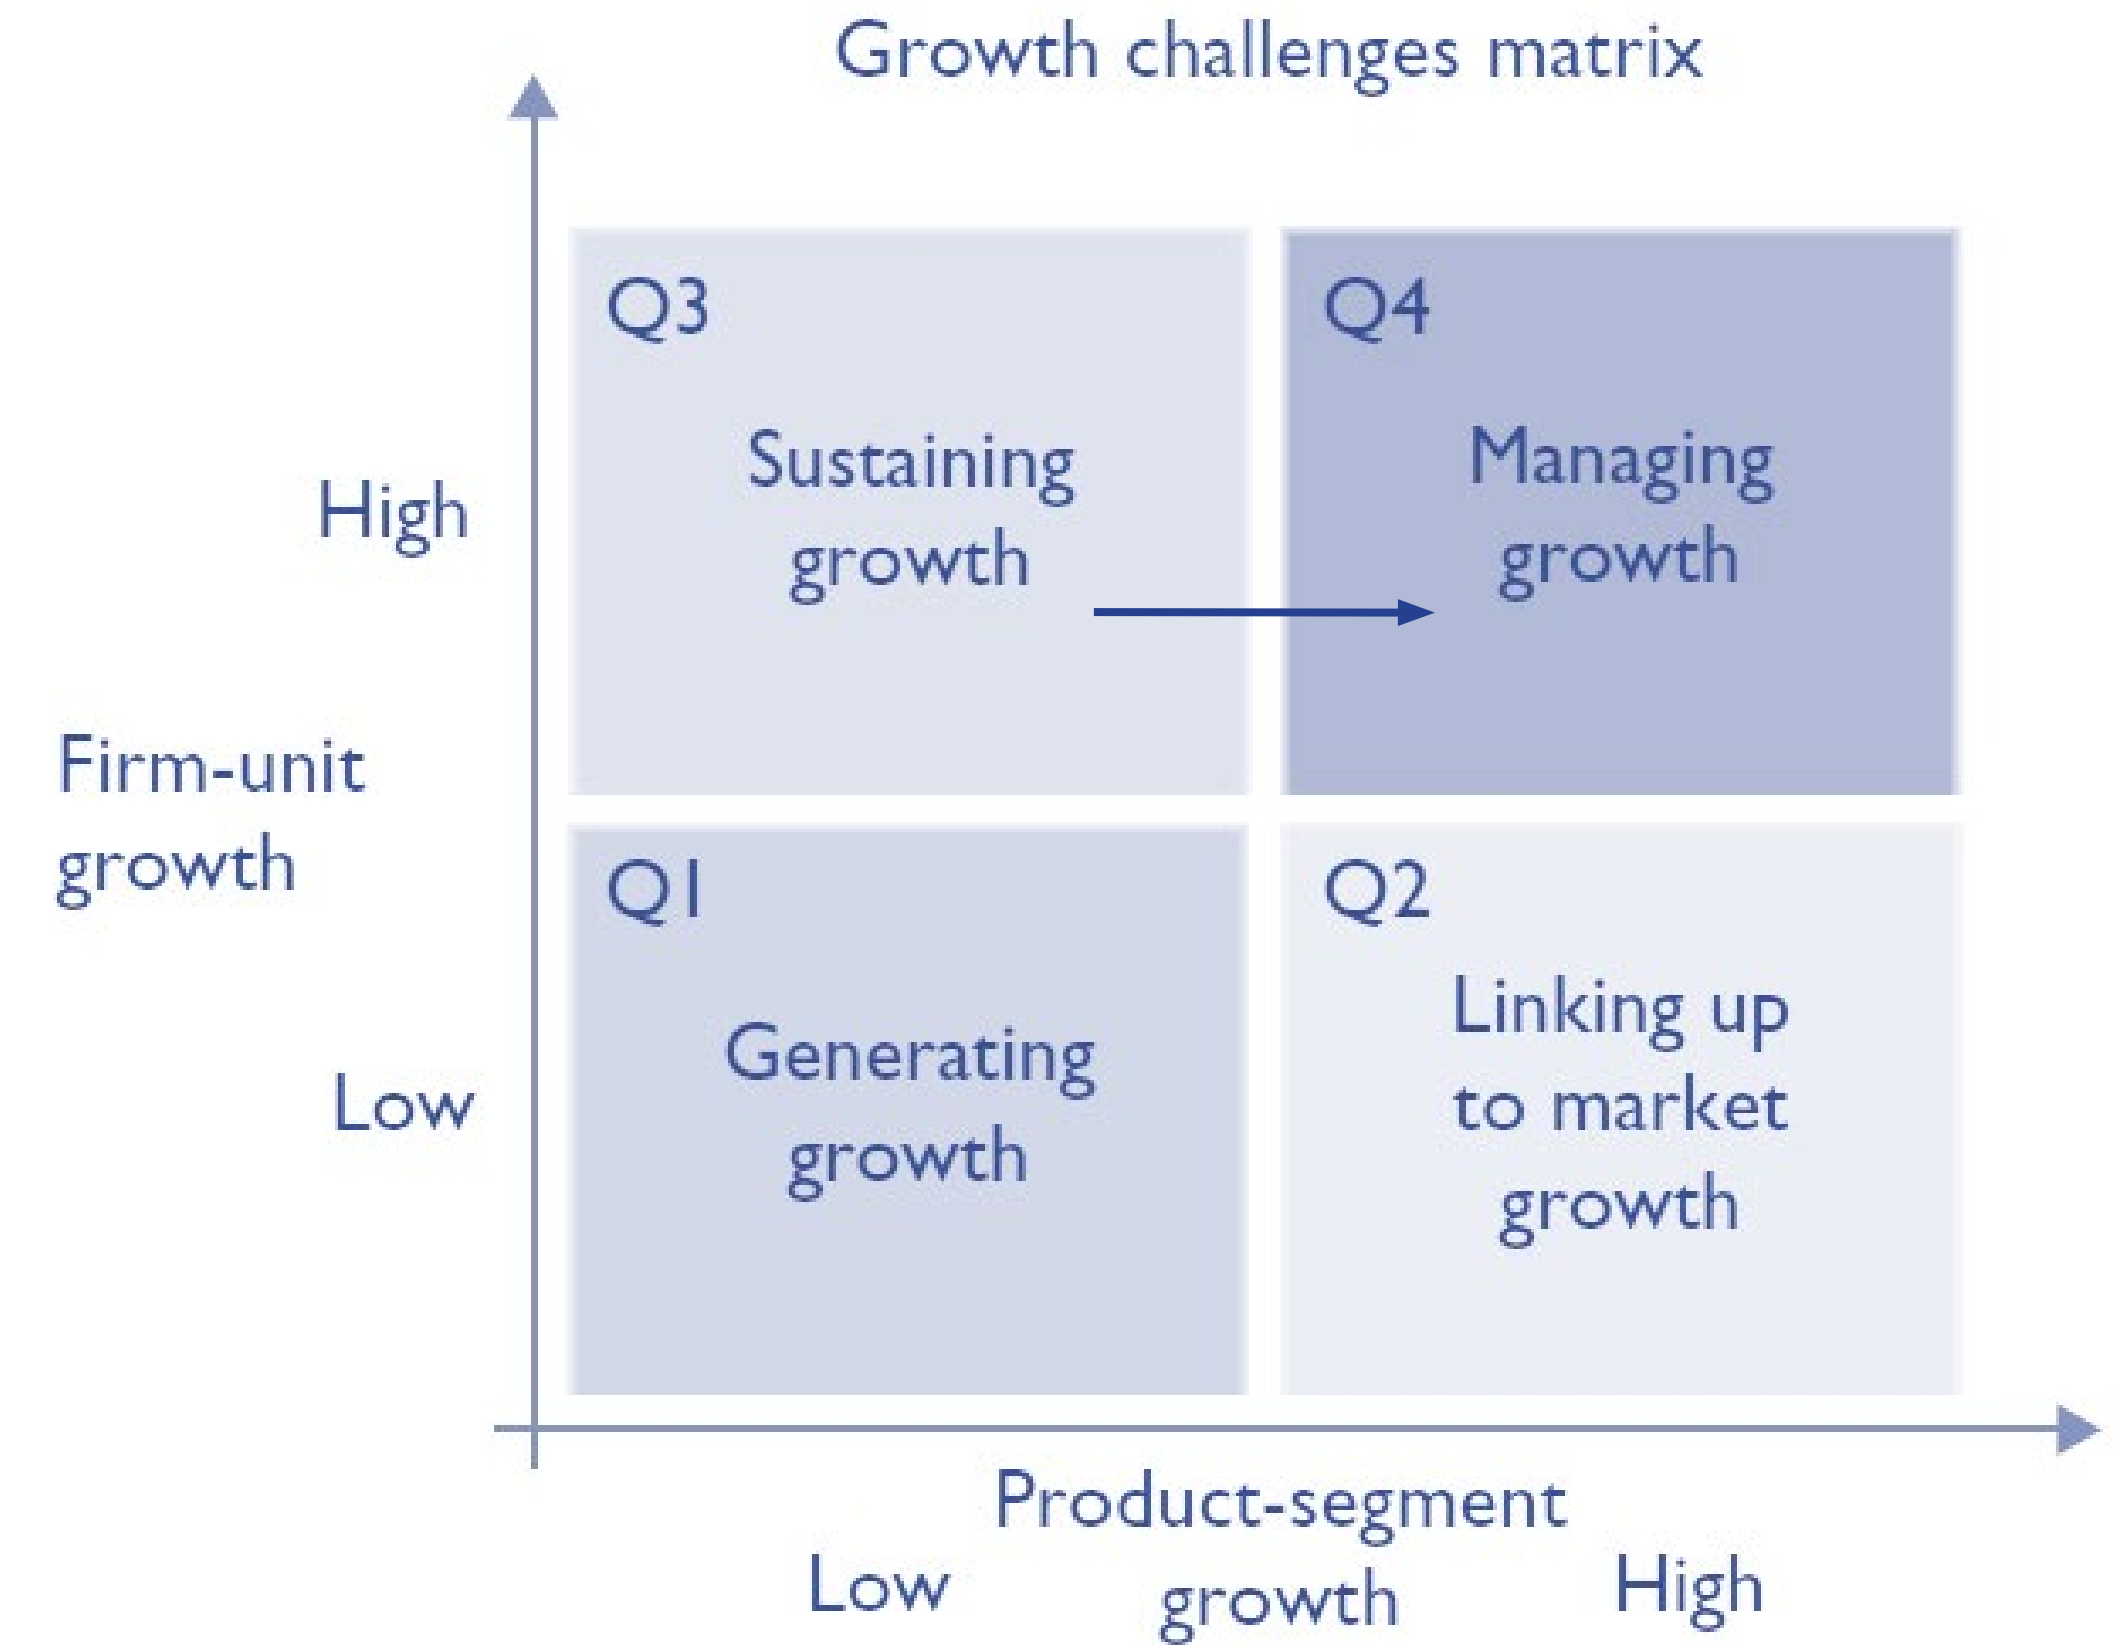 Growth challenges matrix
Q3
Sustaining
growth
Q4
Managing
growth
High
Firm-unit
growth
Q1
Generating
growth
Q2
Linking up
to market
growth
Low
Product-segment
growth
Low
High